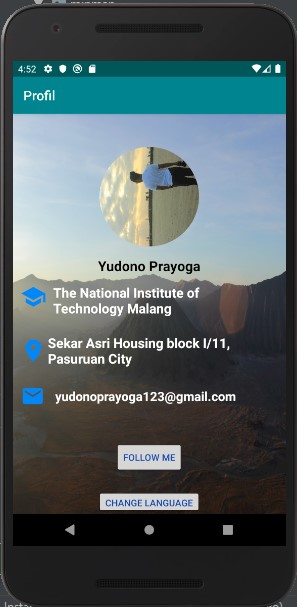 4:52
Profil
Yudono Prayoga
The National Institute of
Technology Malang
Sekar Asri Housing block I/11,
Pasuruan City
yudonoprayoga123@gmail.com
FOLLOW ME
CHANGE LANGUAGE